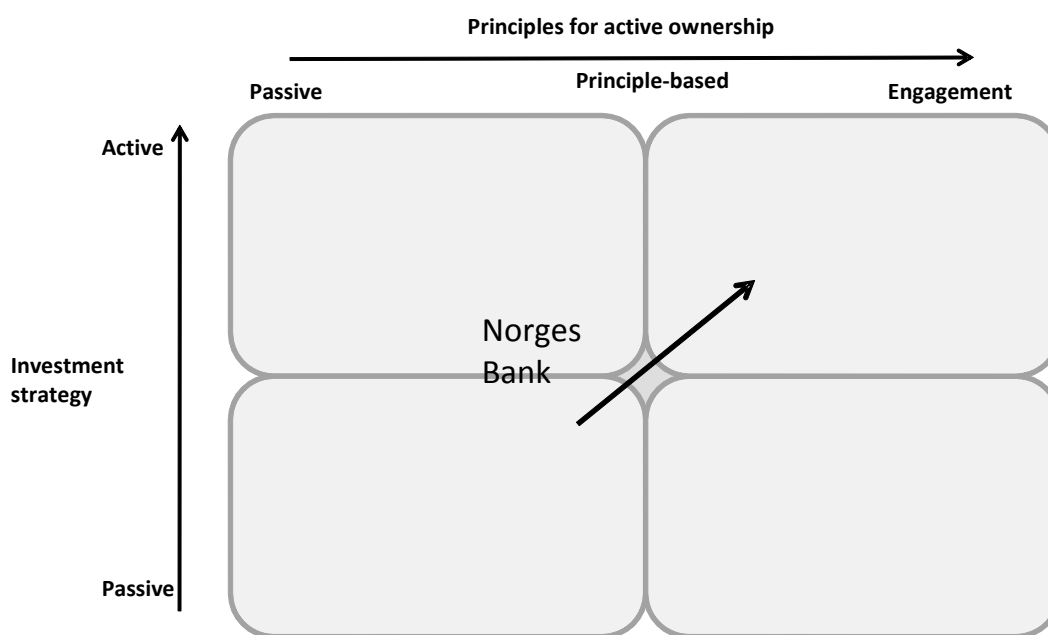 Principles for active ownership
Passive
Principle-based
Engagement
Active
Norges
Bank
Investment
strategy
Passive